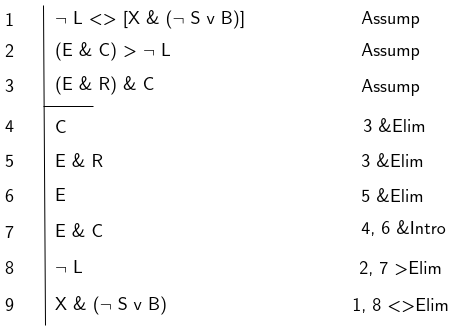 1 ¬ L <> [X & (¬ S v B)] Assump
2 (E & C) > ¬ L Assump
3 (E & R) & C Assump
4 C 3 &Elim
5 E & R 3 &Elim
6 E 5 &Elim
7 E & C 4, 6 &Intro
8 ¬ L 2, 7 >Elim
9 X & (¬ S v B) 1, 8 <>Elim